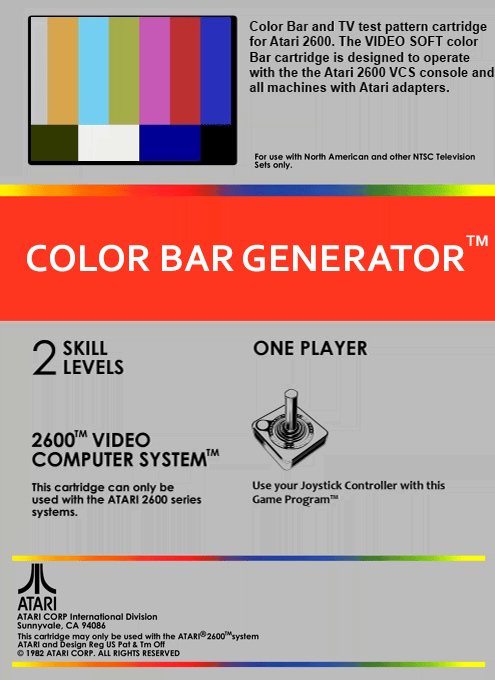 Color Bar and TV test pattern cartridge
for Atari 2600. The VIDEO SOFT color
Bar cartridge is designed to operate
with the the Atari 2600 VCS console and
all machines with Atari adapters.
For use with North American and other NTSC Television
Sets only.
COLOR BAR GENERATOR™
2 SKILL
LEVELS
ONE PLAYER
2600™ VIDEO
COMPUTER SYSTEM™
This cartridge can only be
used with the ATARI 2600 series
systems.
Use your Joystick Controller with this
Game Program™
ATARI
ATARI CORP International Division
Sunnyvale, CA 94086
This cartridge may only be used with the ATARI®2600™system
ATARI and Design Reg US Pat & Tm Off
© 1982 ATARI CORP. ALL RIGHTS RESERVED